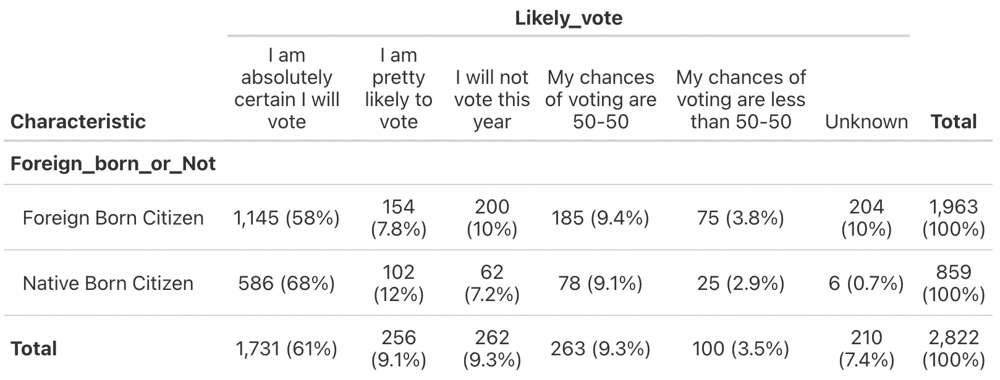 Likely_vote
Characteristic
I am
absolutely
certain I will
vote
I am
pretty
likely to
vote
I will not
vote this
year
My chances
of voting are
50-50
My chances of
voting are less
than 50-50
Unknown
Total
Foreign_born_or_Not
Foreign Born Citizen
1,145 (58%)
154
(7.8%)
200
(10%)
185 (9.4%)
75 (3.8%)
204
(10%)
1,963
(100%)
Native Born Citizen
586 (68%)
102
(12%)
62
(7.2%)
78 (9.1%)
25 (2.9%)
6 (0.7%)
859
(100%)
Total
1,731 (61%)
256
(9.1%)
262
(9.3%)
263 (9.3%)
100 (3.5%)
210
(7.4%)
2,822
(100%)